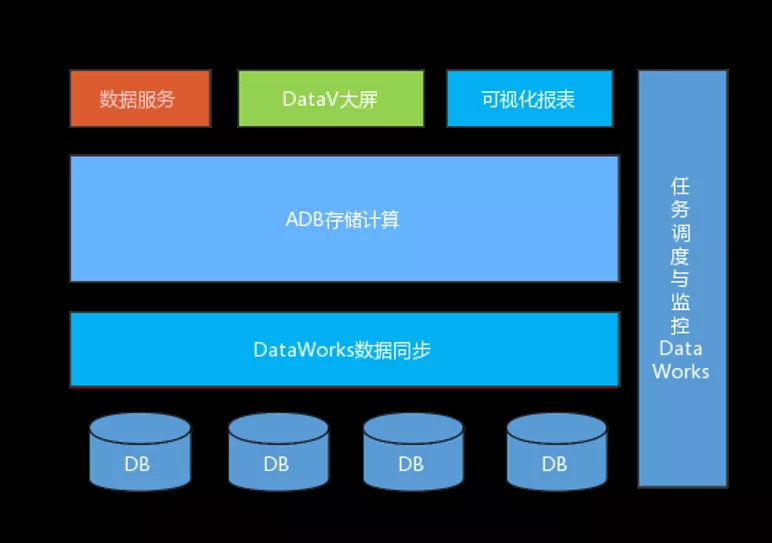 数据服务
DataV大屏
可视化报表
ADB存储计算
DataWorks数据同步
DB
DB
DB
DB
任
务
调
度
与
监
控
Data
Works